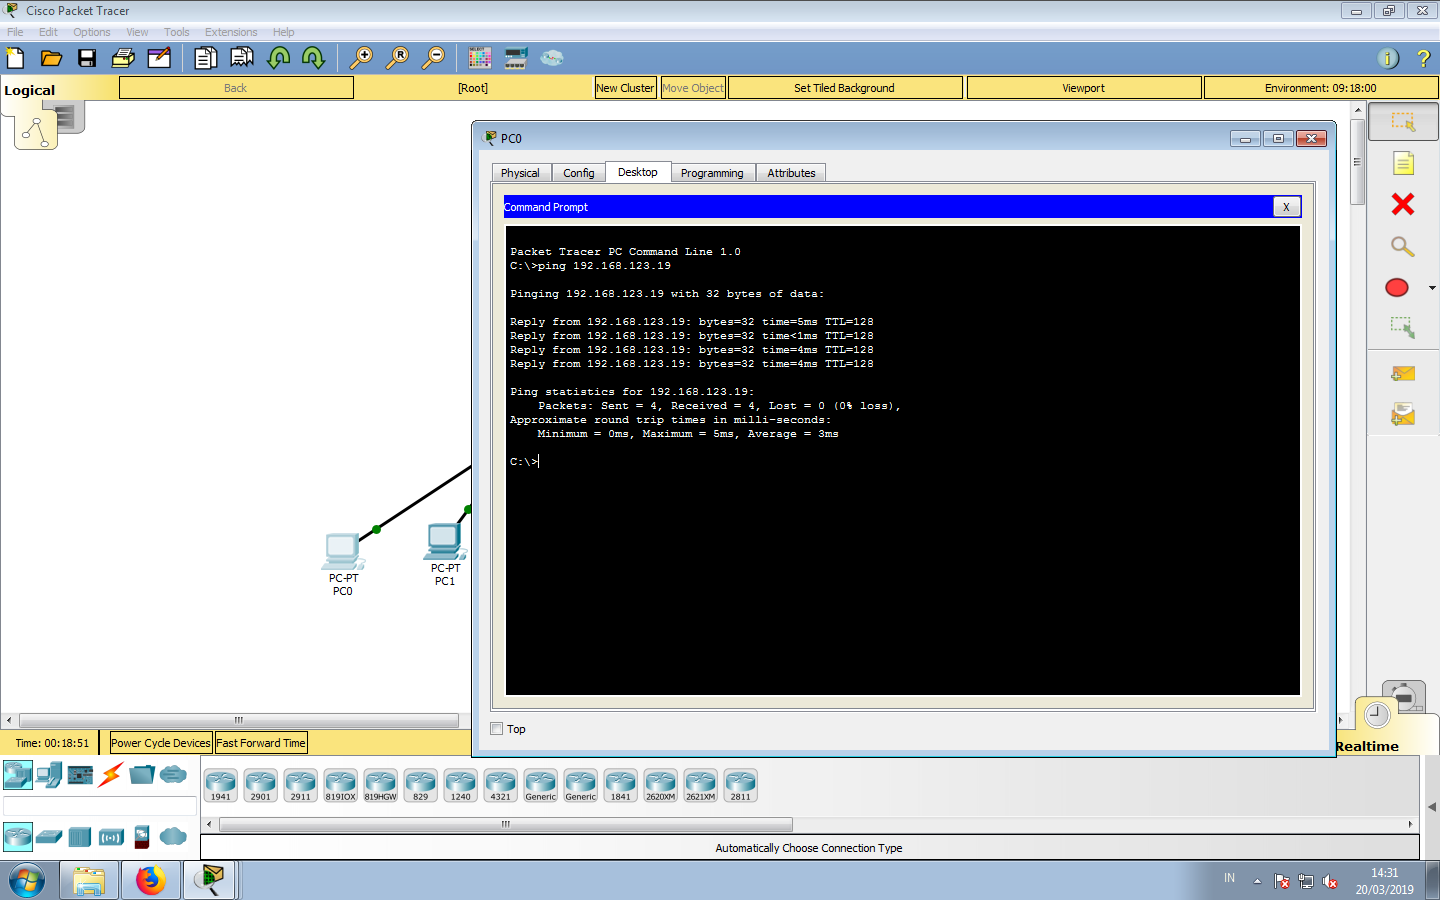 Cisco Packet Tracer
File Edit Options View Tools Extensions Help
Logical
Back
[Root]
New Cluster
Move Object
Set Tiled Background
Viewport
Environment: 09:18:00
PC0
Physical
Config
Desktop
Programming
Attributes
Command Prompt
X
Packet Tracer PC Command Line 1.0
C:\>ping 192.168.123.19
Pinging 192.168.123.19 with 32 bytes of data:
Reply from 192.168.123.19: bytes=32 time=5ms TTL=128
Reply from 192.168.123.19: bytes=32 time<1ms TTL=128
Reply from 192.168.123.19: bytes=32 time=4ms TTL=128
Reply from 192.168.123.19: bytes=32 time=4ms TTL=128
Ping statistics for 192.168.123.19:
Packets: Sent = 4, Received = 4, Lost = 0 (0% loss),
Approximate round trip times in milli-seconds:
Minimum = 0ms, Maximum = 5ms, Average = 3ms
C:\>
PC-PT
PC0
PC-PT
PC1
Top
Time: 00:18:51
Power Cycle Devices
Fast Forward Time
Realtime
1941
2901
2911
819IOX
819HGW
829
1240
4321
Generic
Generic
1841
2620XM
2621XM
2811
Automatically Choose Connection Type
IN
14:31
20/03/2019